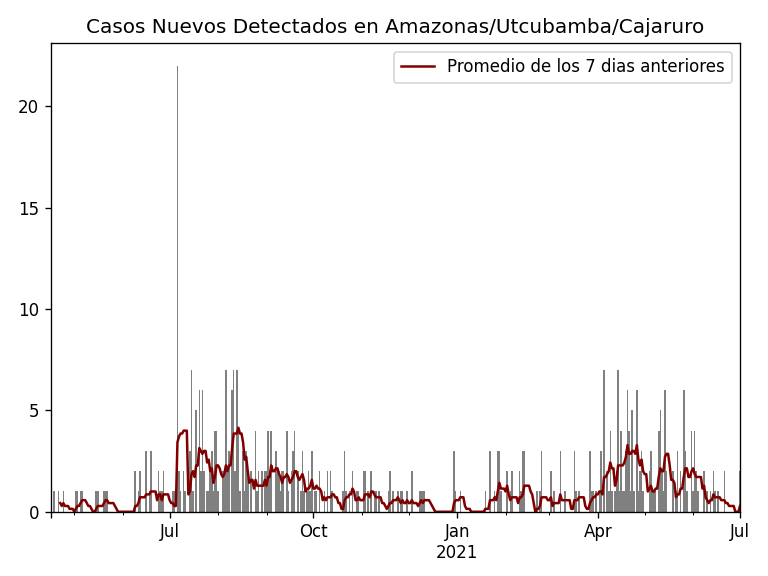 Casos Nuevos Detectados en Amazonas/Utcubamba/Cajaruro
Promedio de los 7 dias anteriores
20
15
10
5
0
Jul
Oct
Jan
2021
Apr
Jul